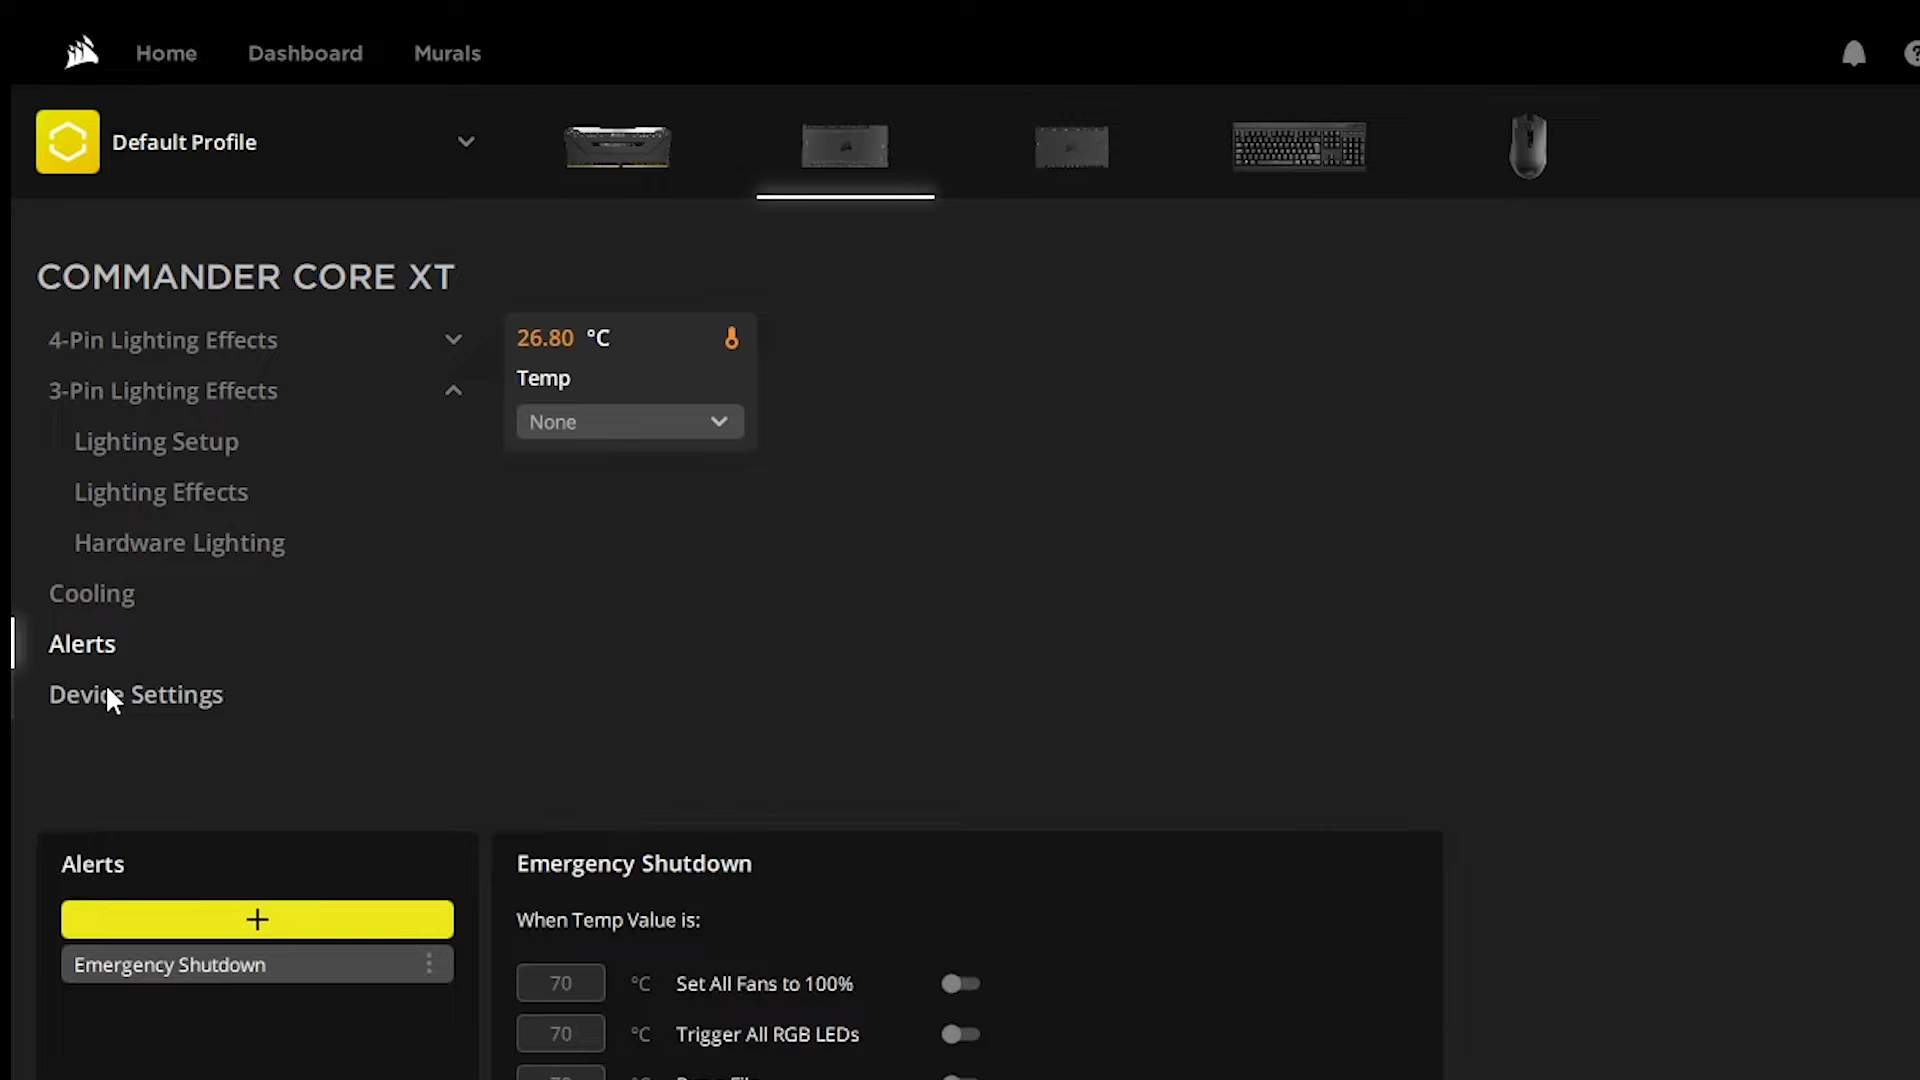 Home
Dashboard
Murals
Default Profile
COMMANDER CORE XT
4-Pin Lighting Effects
3-Pin Lighting Effects
Lighting Setup
Lighting Effects
Hardware Lighting
Cooling
Alerts
Device Settings
26.80 °C
Temp
None
Alerts
+
Emergency Shutdown
Emergency Shutdown
When Temp Value is:
70 °C Set All Fans to 100%
70 °C Trigger All RGB LEDs